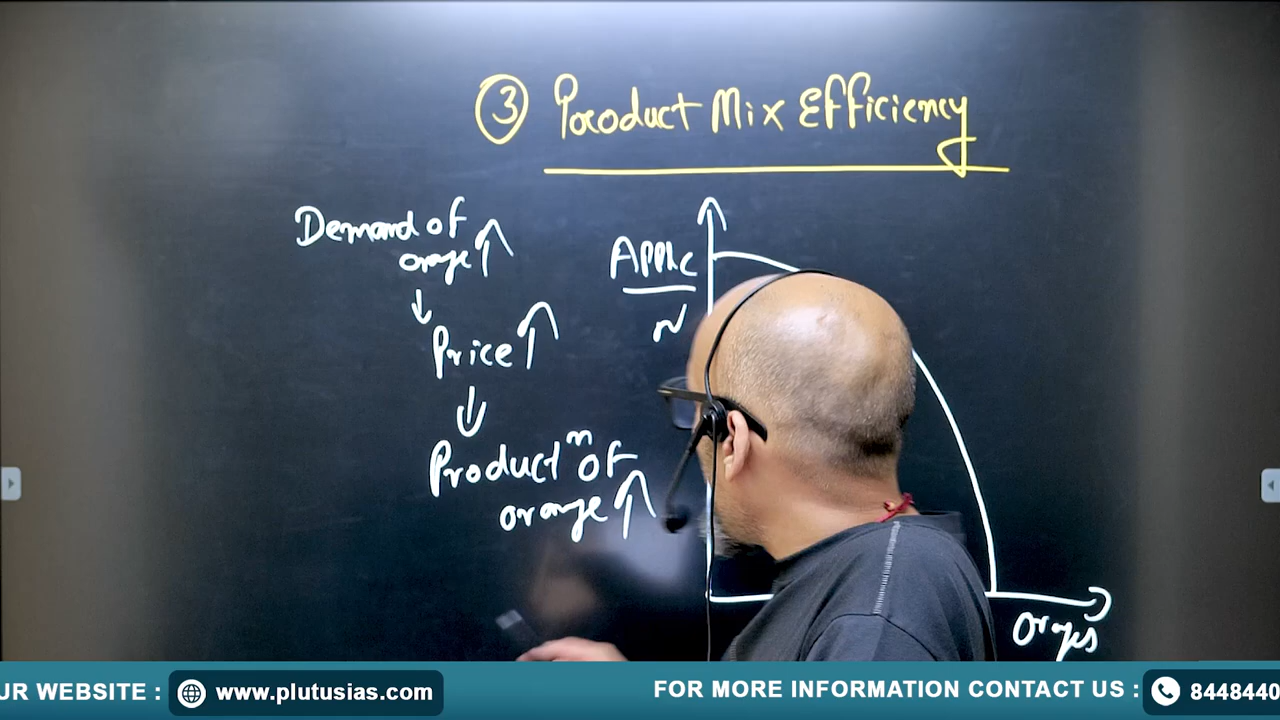 3 Product Mix Efficiency
Demand of
orange ↑
↓
Price ↑
⇓
Productⁿ of
orange ↑
Apple
N
Oranges
UR WEBSITE : www.plutusias.com
FOR MORE INFORMATION CONTACT US : 8448440